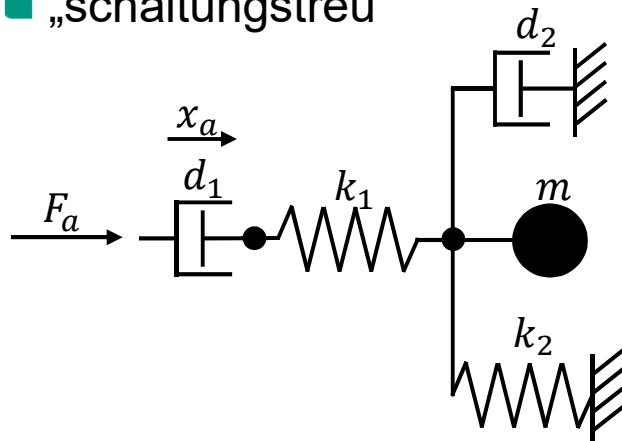 „schaltungstreu
d₂
xₐ
d₁
k₁
m
Fₐ
k₂